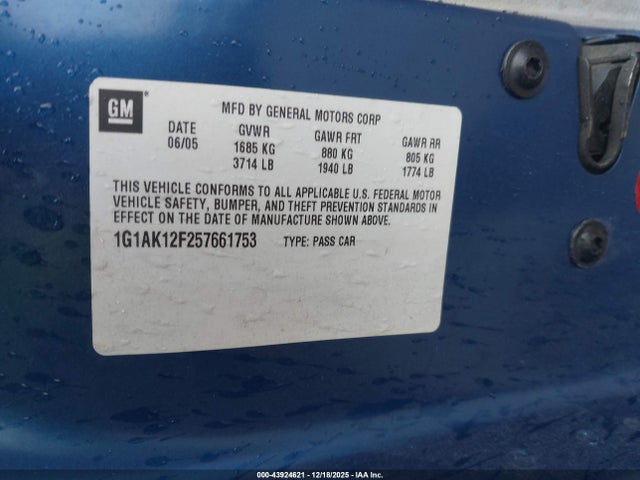 GM
MFD BY GENERAL MOTORS CORP
DATE GVWR GAWR FRT GAWR RR
06/05 1685 KG 880 KG 805 KG
3714 LB 1940 LB 1774 LB
THIS VEHICLE CONFORMS TO ALL APPLICABLE U.S. FEDERAL MOTOR
VEHICLE SAFETY, BUMPER, AND THEFT PREVENTION STANDARDS IN
EFFECT ON THE DATE OF MANUFACTURE SHOWN ABOVE.
1G1AK12F257661753 TYPE: PASS CAR
00-43924621 - 12/18/2025 - IAA Inc.